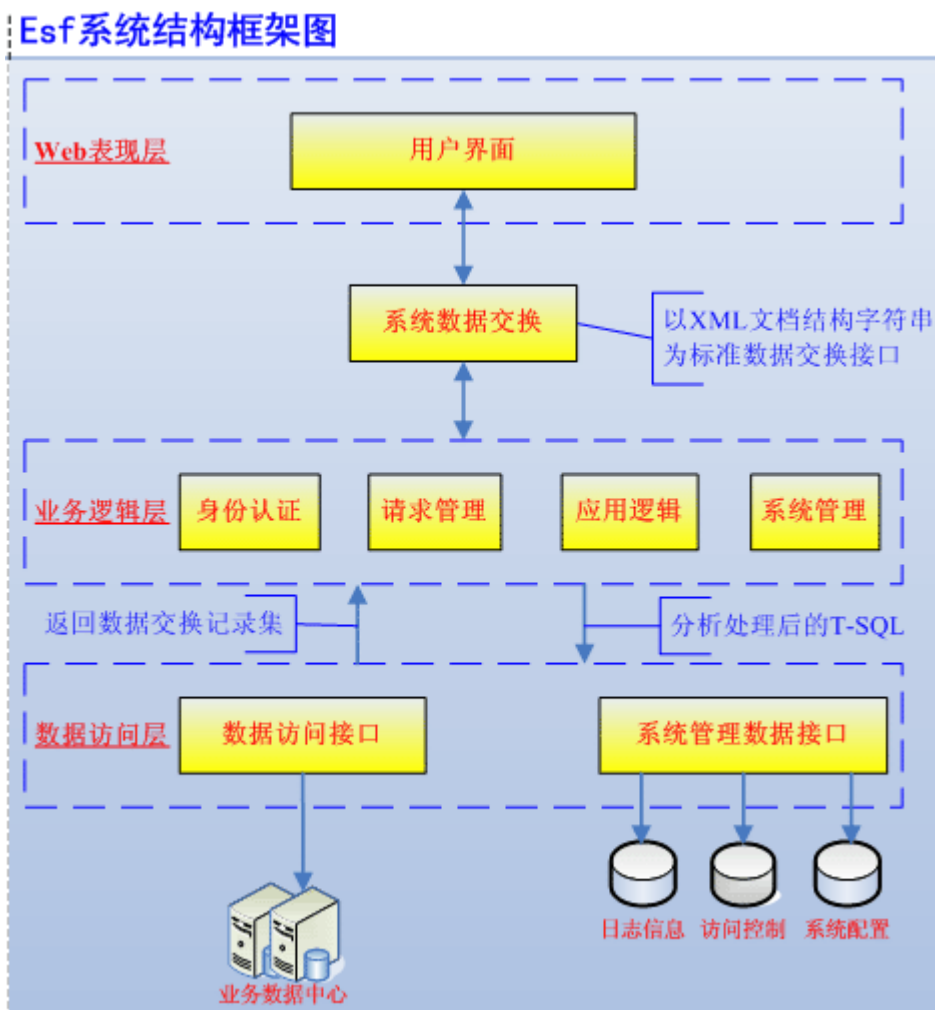 Esf系统结构框架图
Web表现层
用户界面
系统数据交换
以XML文档结构字符串
为标准数据交换接口
业务逻辑层
身份认证
请求管理
应用逻辑
系统管理
返回数据交换记录集
分析处理后的T-SQL
数据访问层
数据访问接口
系统管理数据接口
日志信息
访问控制
系统配置
业务数据中心